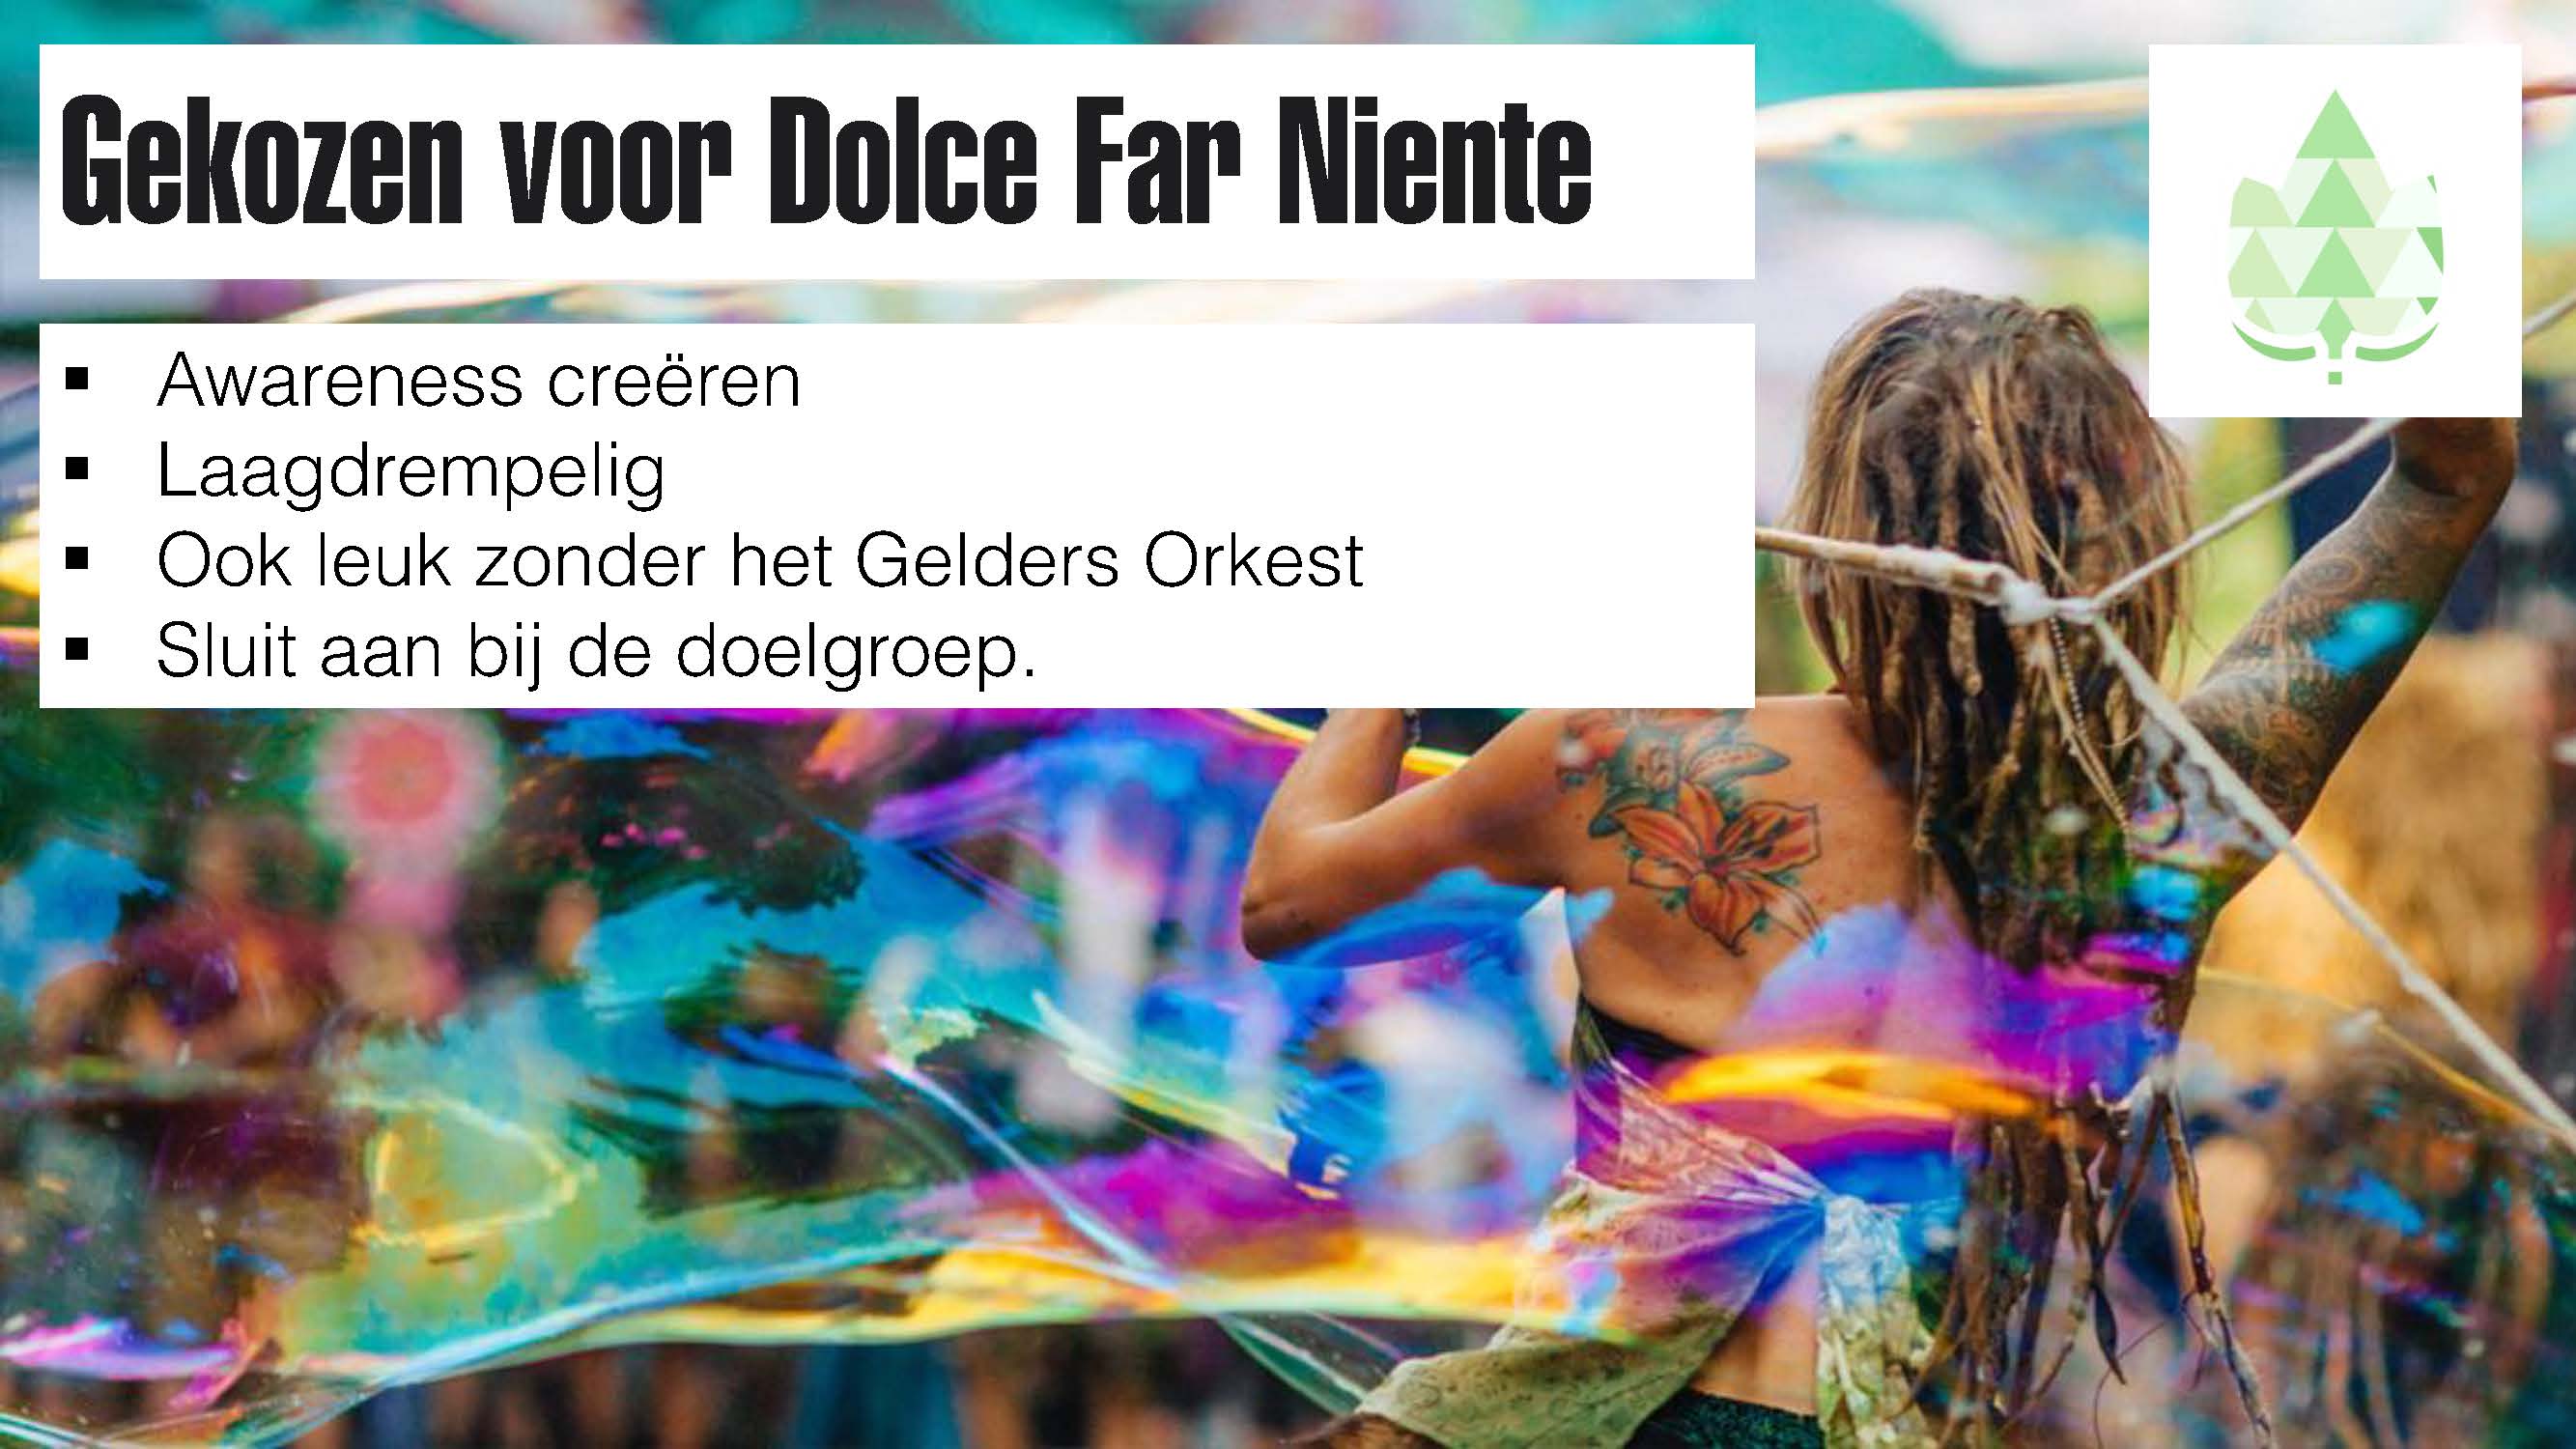 Gekozen voor Dolce Far Niente
▪ Awareness creëren
▪ Laagdrempelig
▪ Ook leuk zonder het Gelders Orkest
▪ Sluit aan bij de doelgroep.